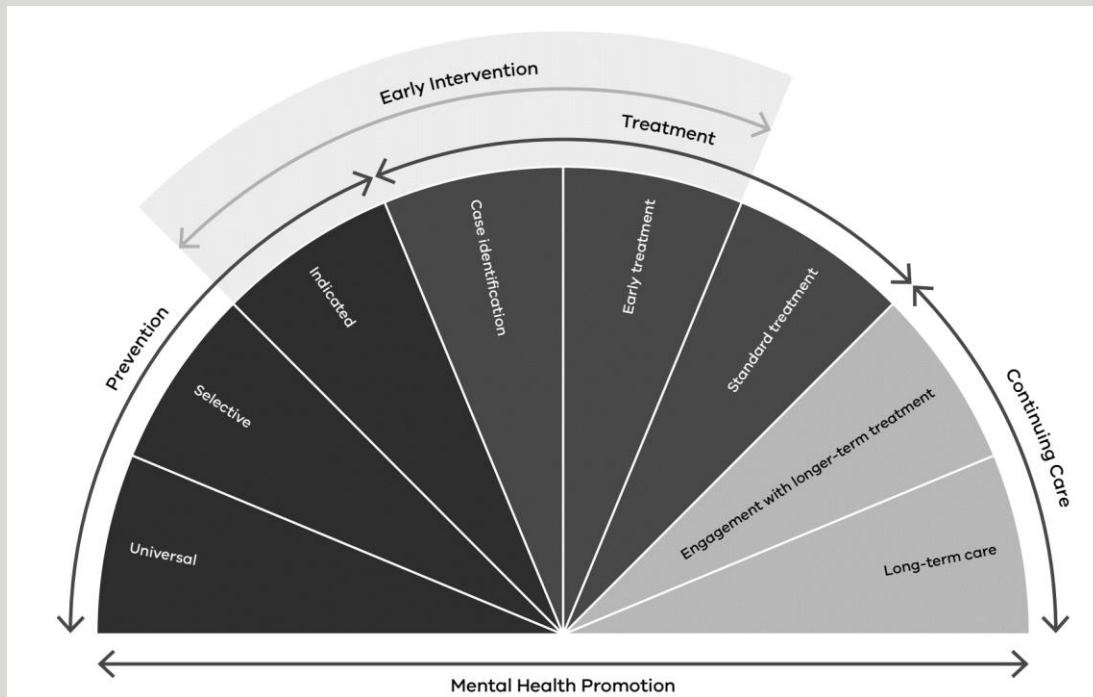 Early Intervention
Treatment
Prevention
Continuing Care
Universal
Selective
Indicated
Case identification
Early treatment
Standard treatment
Engagement with longer-term treatment
Long-term care
Mental Health Promotion